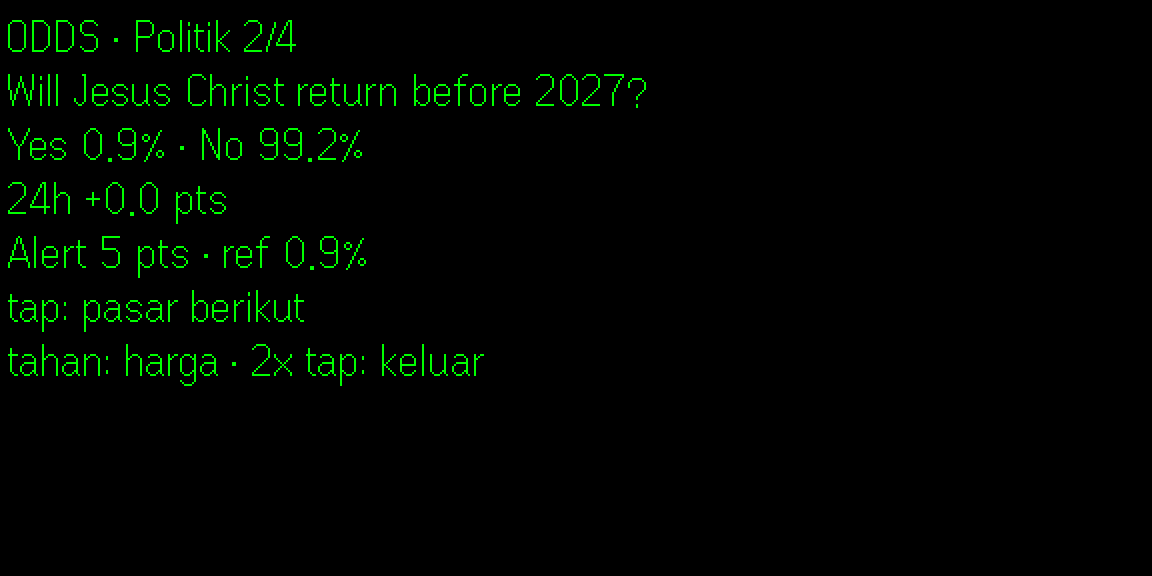 ODDS · Politik 2/4
Will Jesus Christ return before 2027?
Yes 0.9% · No 99.2%
24h +0.0 pts
Alert 5 pts · ref 0.9%
tap: pasar berikut
tahan: harga · 2x tap: keluar